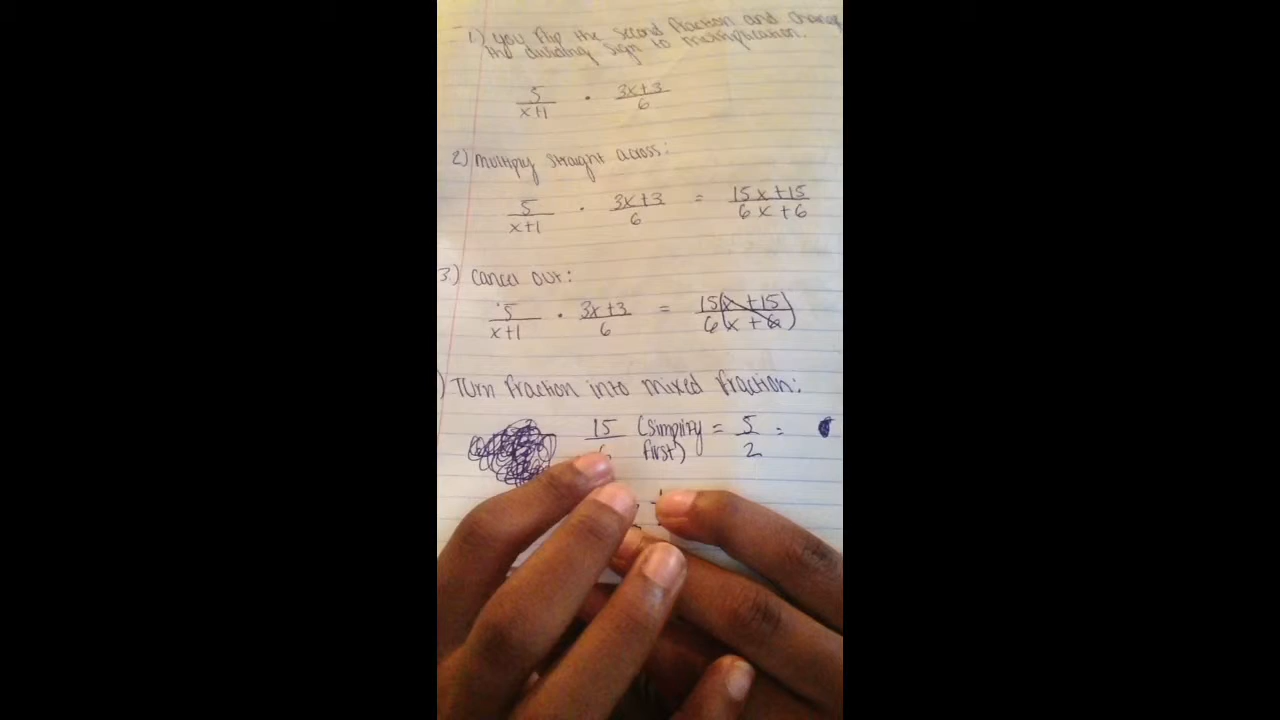 1) you flip the second fraction and change
the dividing sign to multiplication.
5/x+1 · 3x+3/6
2) Multiply straight across:
5/x+1 · 3x+3/6 = 15x+15/6x+6
3.) Cancel out:
5/x+1 · 3x+3/6 = 15(x+15)/6(x+6)
) Turn fraction into mixed fraction:
15/6 (simplify first) = 5/2 =